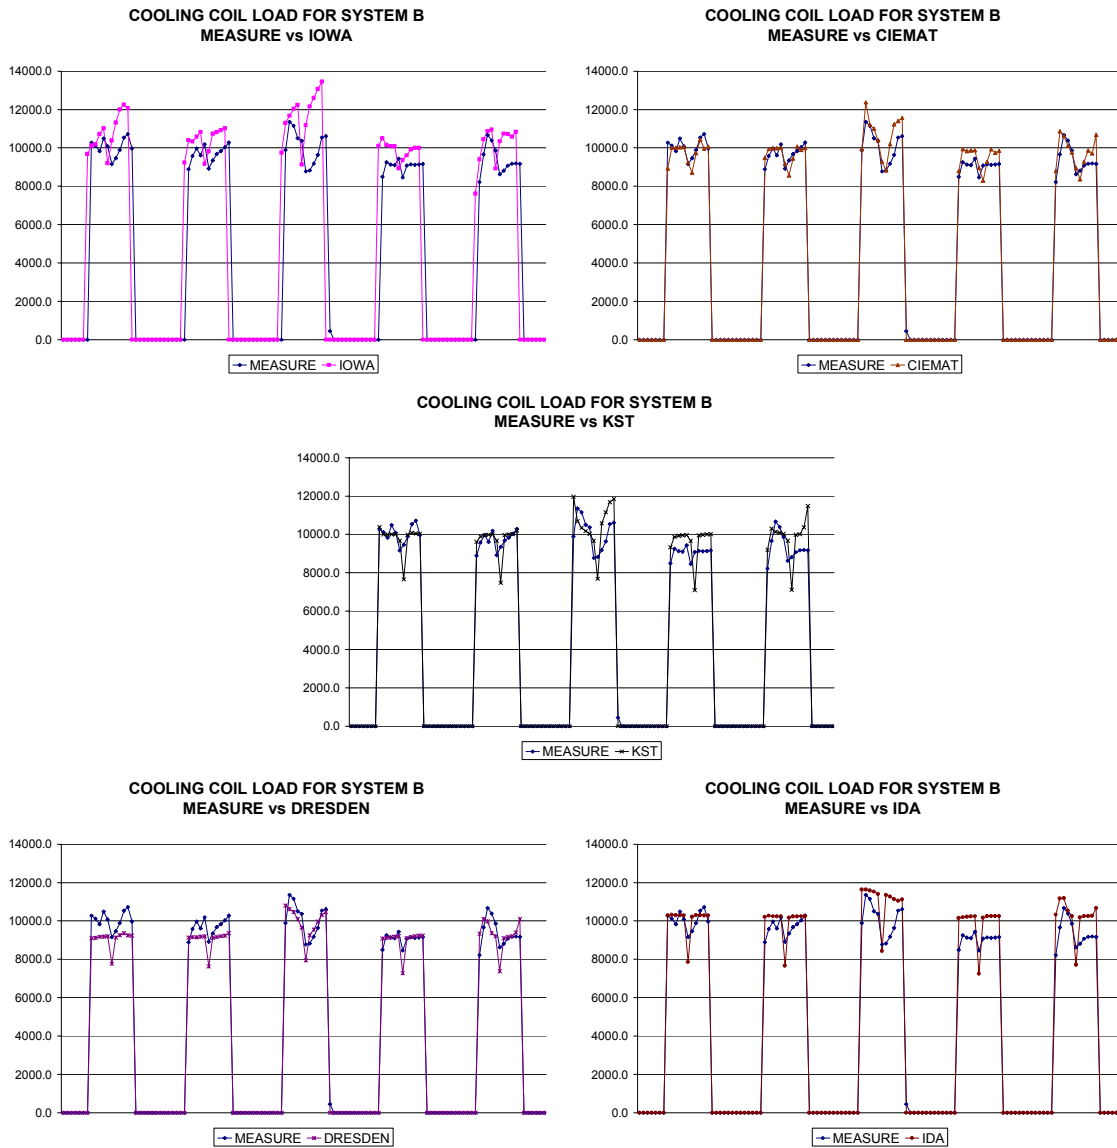 COOLING COIL LOAD FOR SYSTEM B
MEASURE vs IOWA
14000.0
12000.0
10000.0
8000.0
6000.0
4000.0
2000.0
0.0
MEASURE IOWA
COOLING COIL LOAD FOR SYSTEM B
MEASURE vs CIEMAT
14000.0
12000.0
10000.0
8000.0
6000.0
4000.0
2000.0
0.0
MEASURE CIEMAT
COOLING COIL LOAD FOR SYSTEM B
MEASURE vs KST
14000.0
12000.0
10000.0
8000.0
6000.0
4000.0
2000.0
0.0
MEASURE KST
COOLING COIL LOAD FOR SYSTEM B
MEASURE vs DRESDEN
14000.0
12000.0
10000.0
8000.0
6000.0
4000.0
2000.0
0.0
MEASURE DRESDEN
COOLING COIL LOAD FOR SYSTEM B
MEASURE vs IDA
14000.0
12000.0
10000.0
8000.0
6000.0
4000.0
2000.0
0.0
MEASURE IDA